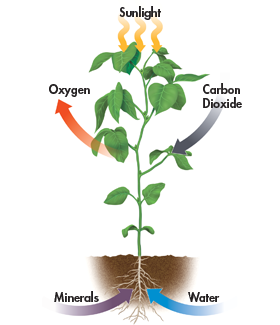 Sunlight
Oxygen
Carbon
Dioxide
Minerals
Water